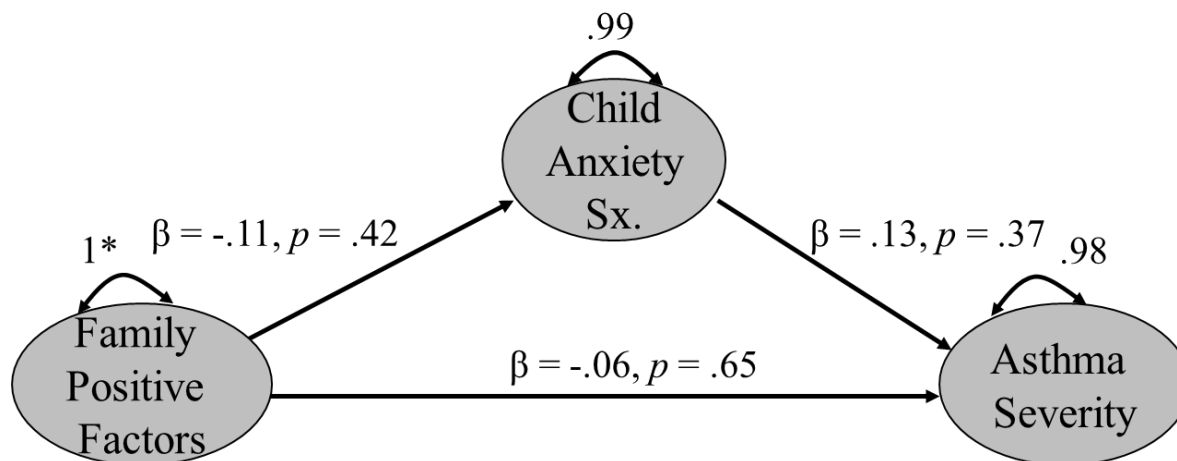 .99
Child
Anxiety
Sx.
β = -.11, p = .42
1*
β = .13, p = .37
.98
Family
Positive
Factors
β = -.06, p = .65
Asthma
Severity